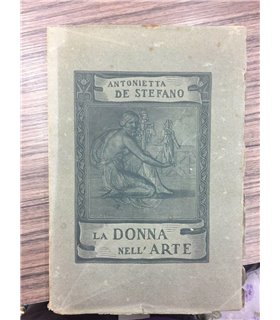 ANTONIETTA
DE STEFANO
LA DONNA
NELL'ARTE